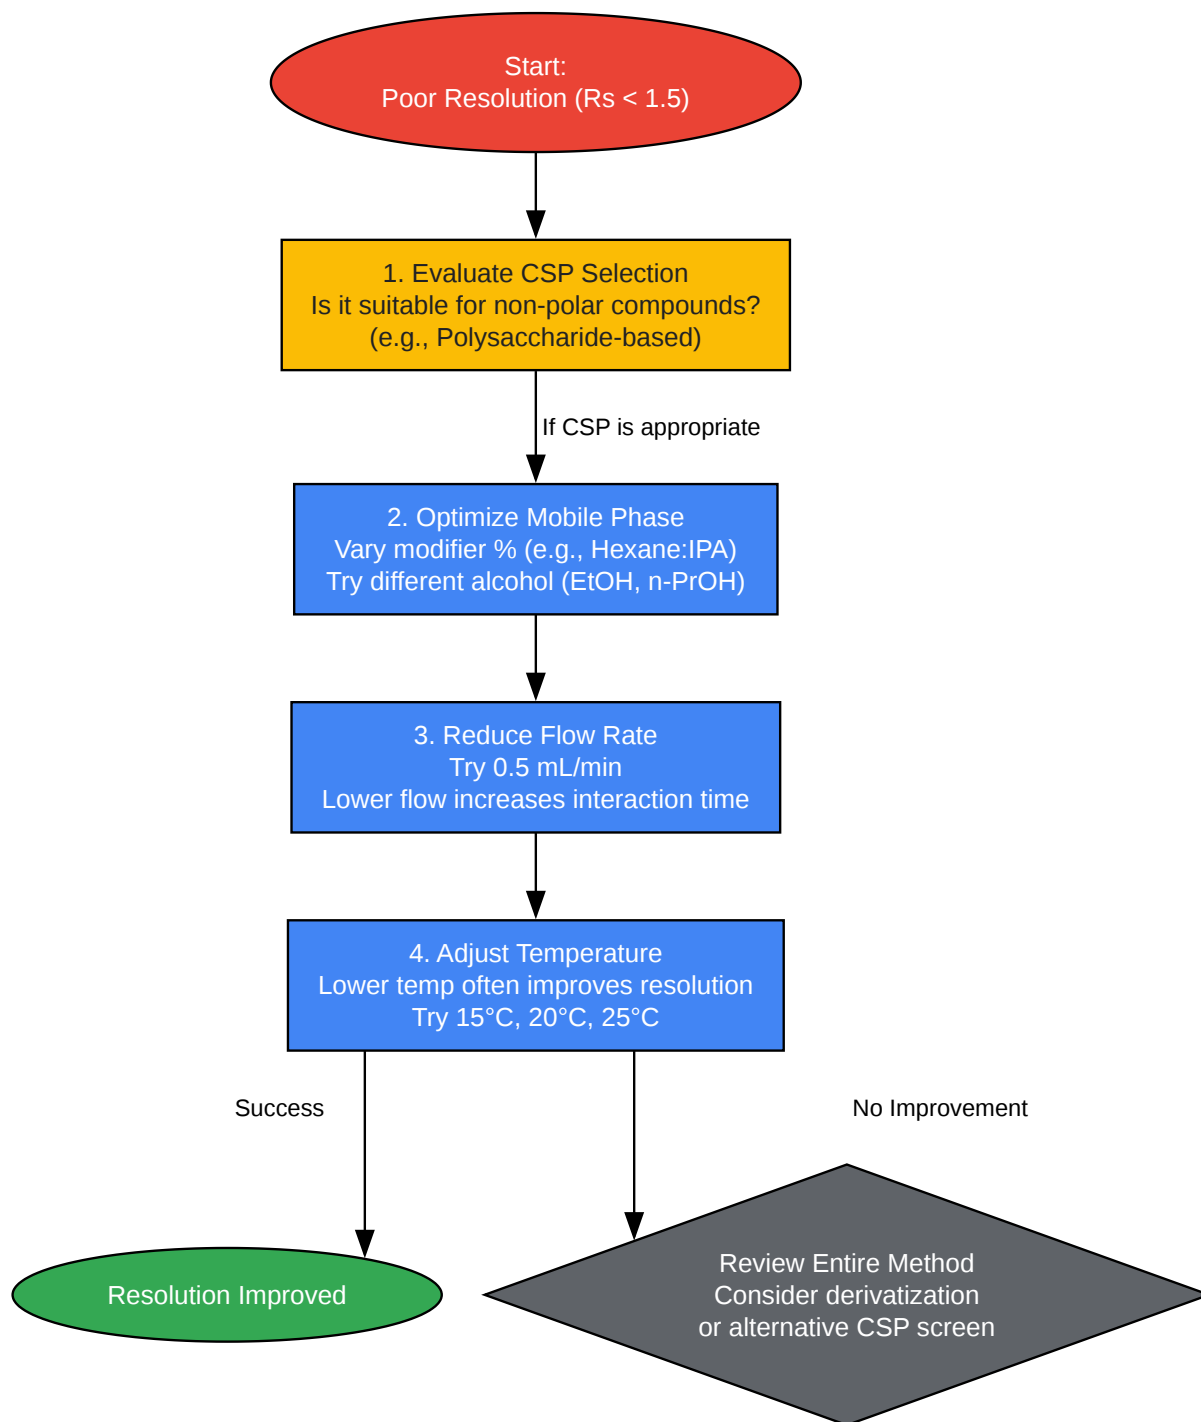 Start:
Poor Resolution (Rs < 1.5)
1. Evaluate CSP Selection
Is it suitable for non-polar compounds?
(e.g., Polysaccharide-based)
If CSP is appropriate
2. Optimize Mobile Phase
Vary modifier % (e.g., Hexane:IPA)
Try different alcohol (EtOH, n-PrOH)
3. Reduce Flow Rate
Try 0.5 mL/min
Lower flow increases interaction time
4. Adjust Temperature
Lower temp often improves resolution
Try 15°C, 20°C, 25°C
Success
No Improvement
Resolution Improved
Review Entire Method
Consider derivatization
or alternative CSP screen